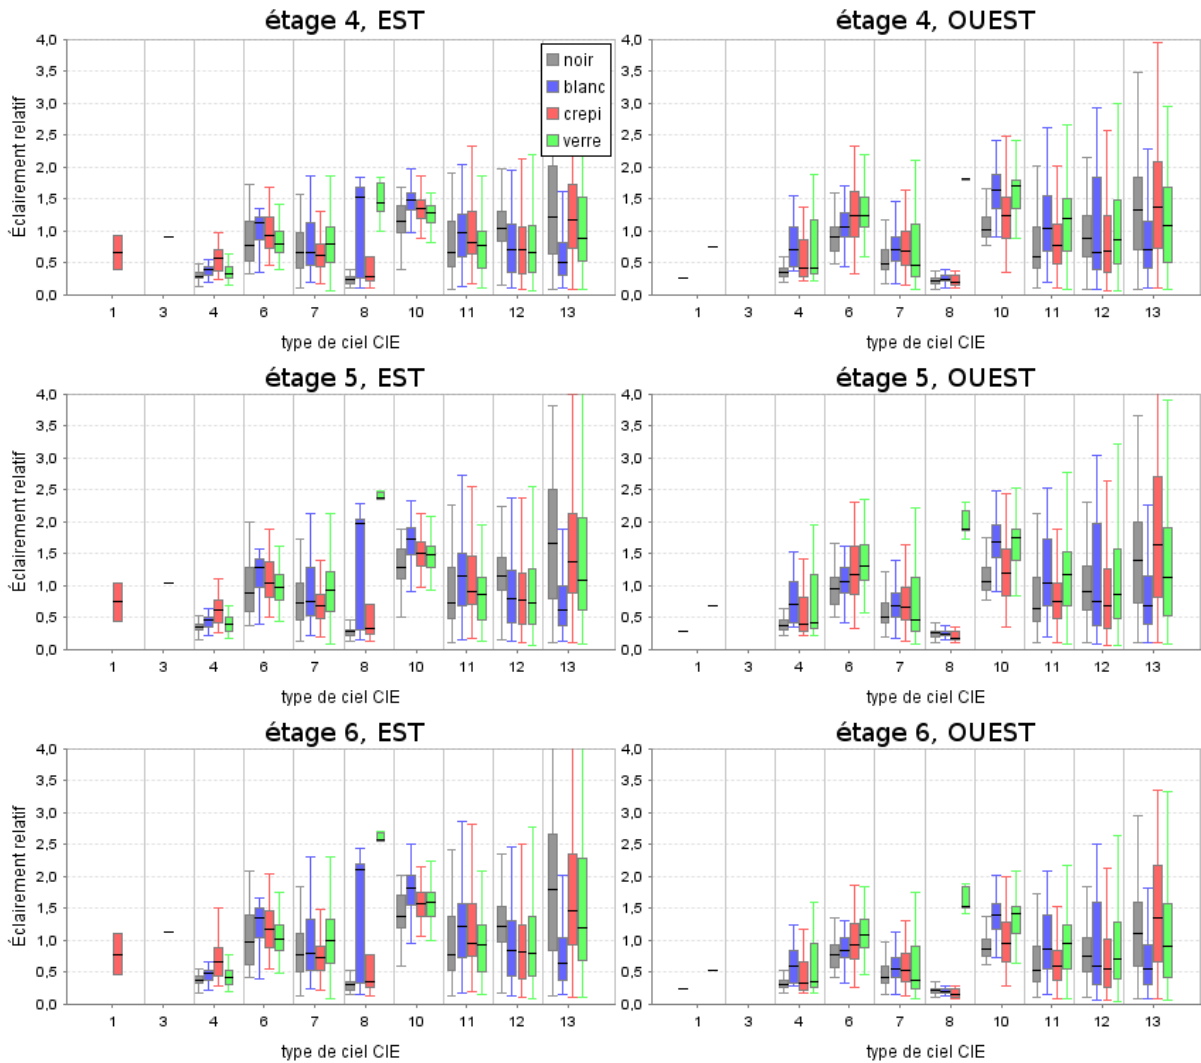 étage 4, EST
Éclairement relatif
4,0
3,5
3,0
2,5
2,0
1,5
1,0
0,5
0,0
noir
blanc
crepi
verre
1 3 4 6 7 8 10 11 12 13
type de ciel CIE
étage 4, OUEST
4,0
3,5
3,0
2,5
2,0
1,5
1,0
0,5
0,0
1 3 4 6 7 8 10 11 12 13
type de ciel CIE
étage 5, EST
Éclairement relatif
4,0
3,5
3,0
2,5
2,0
1,5
1,0
0,5
0,0
1 3 4 6 7 8 10 11 12 13
type de ciel CIE
étage 5, OUEST
4,0
3,5
3,0
2,5
2,0
1,5
1,0
0,5
0,0
1 3 4 6 7 8 10 11 12 13
type de ciel CIE
étage 6, EST
Éclairement relatif
4,0
3,5
3,0
2,5
2,0
1,5
1,0
0,5
0,0
1 3 4 6 7 8 10 11 12 13
type de ciel CIE
étage 6, OUEST
4,0
3,5
3,0
2,5
2,0
1,5
1,0
0,5
0,0
1 3 4 6 7 8 10 11 12 13
type de ciel CIE